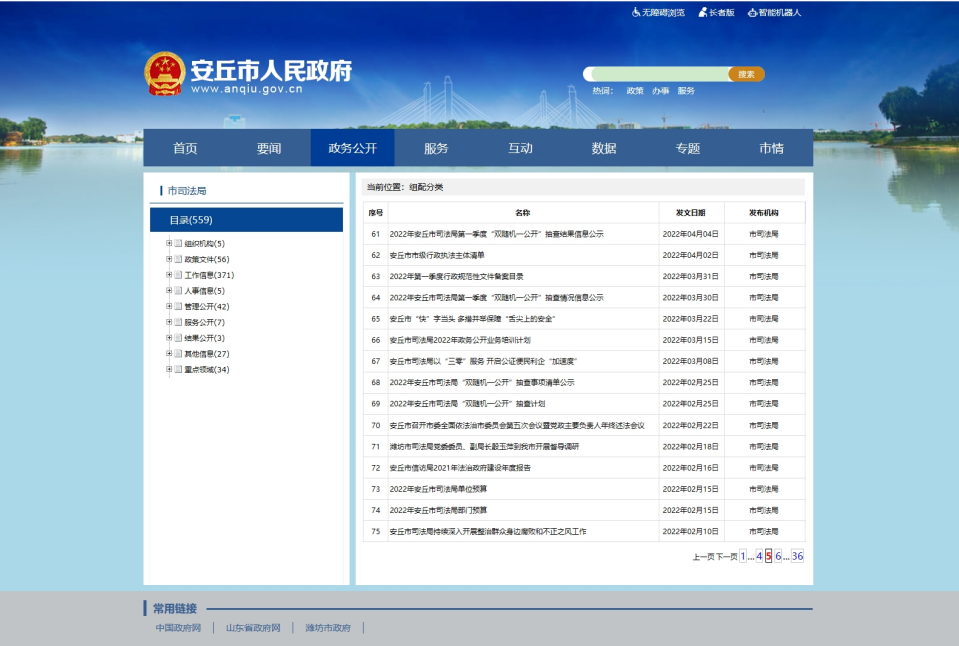 无障碍浏览 长者版 智能机器人
安丘市人民政府
www.anqiu.gov.cn
搜索
热词: 政策 办事 服务
首页 要闻 政务公开 服务 互动 数据 专题 市情
市司法局
目录(559)
组织机构(5)
政策文件(56)
工作信息(371)
人事信息(5)
管理公开(42)
服务公开(7)
结果公开(3)
其他信息(27)
重点领域(34)
当前位置: 组配分类
序号 名称 发文日期 发布机构
61 2022年安丘市司法局第一季度“双随机一公开”抽查结果信息公示 2022年04月04日 市司法局
62 安丘市市级行政执法主体清单 2022年04月02日 市司法局
63 2022年第一季度行政规范性文件备案目录 2022年03月31日 市司法局
64 2022年安丘市司法局第一季度“双随机一公开”抽查情况信息公示 2022年03月30日 市司法局
65 安丘市“快”字当头 多措并举保障“舌尖上的安全” 2022年03月22日 市司法局
66 安丘市司法局2022年政务公开业务培训计划 2022年03月15日 市司法局
67 安丘市司法局以“三零”服务 开启公证便民利企“加速度” 2022年03月08日 市司法局
68 2022年安丘市司法局“双随机一公开”抽查事项清单公示 2022年02月25日 市司法局
69 2022年安丘市司法局“双随机一公开”抽查计划 2022年02月25日 市司法局
70 安丘市召开市委全面依法治市委员会第五次会议暨党政主要负责人年终述法会议 2022年02月22日 市司法局
71 潍坊市司法局党委委员、副局长殷玉萍到我市开展督导调研 2022年02月18日 市司法局
72 安丘市信访局2021年法治政府建设年度报告 2022年02月16日 市司法局
73 2022年安丘市司法局单位预算 2022年02月15日 市司法局
74 2022年安丘市司法局部门预算 2022年02月15日 市司法局
75 安丘市司法局持续深入开展整治群众身边腐败和不正之风工作 2022年02月10日 市司法局
上一页下一页 1 ... 4 5 6 ... 36
常用链接
中国政府网 | 山东省政府网 | 潍坊市政府 |